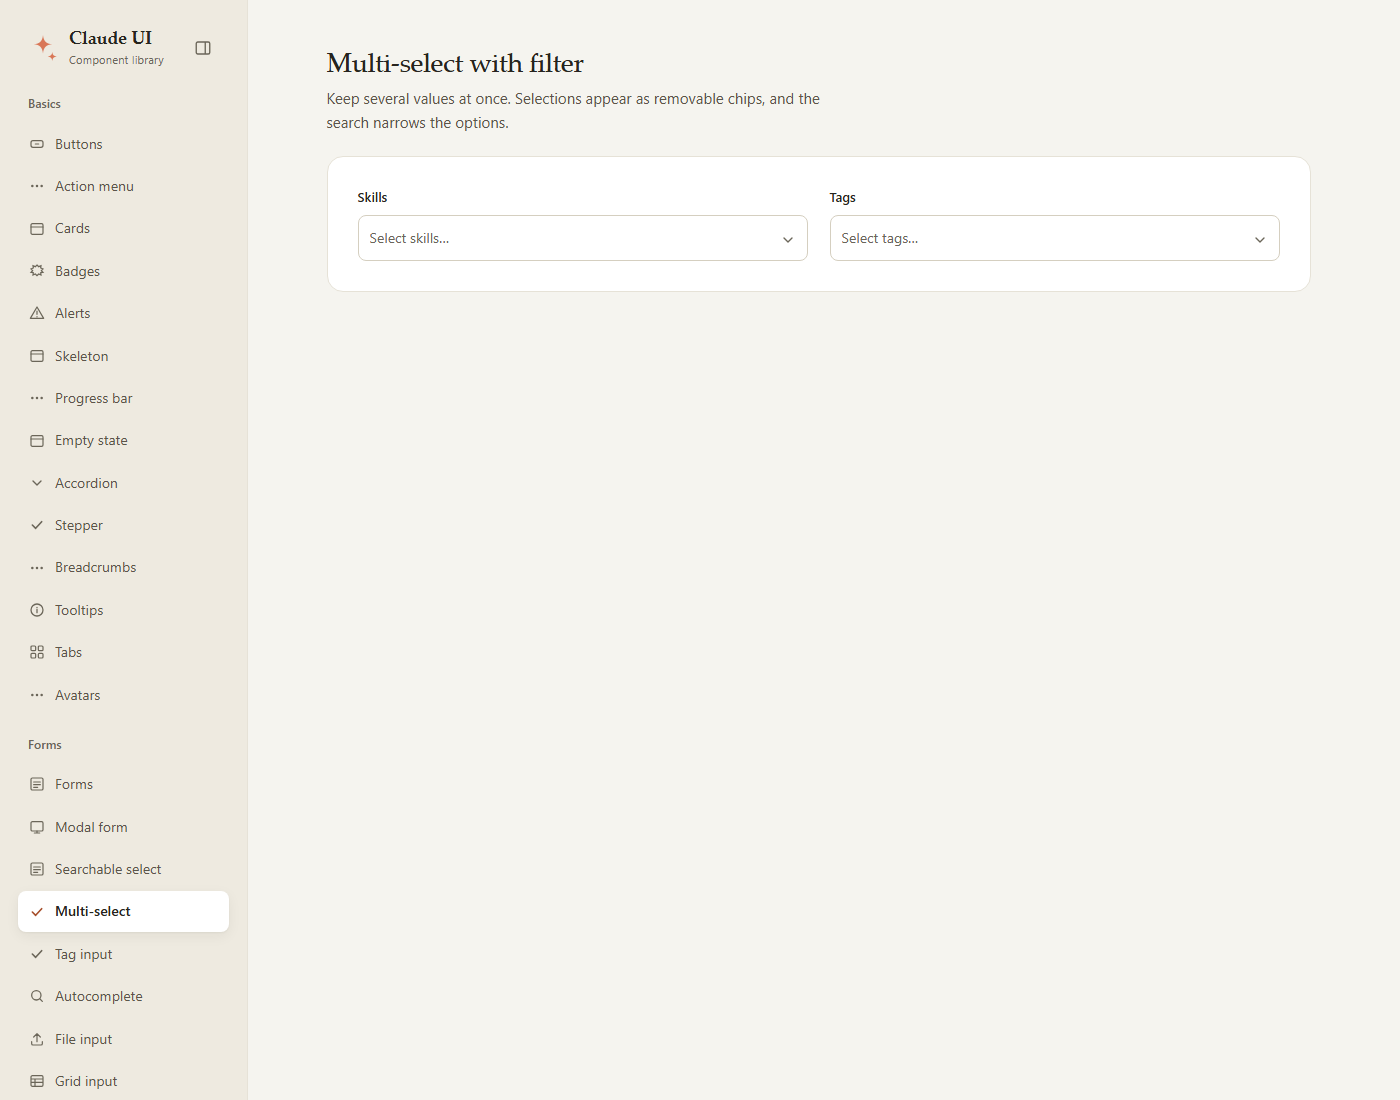 Claude UI
Component library
Basics
Buttons
Action menu
Cards
Badges
Alerts
Skeleton
Progress bar
Empty state
Accordion
Stepper
Breadcrumbs
Tooltips
Tabs
Avatars
Forms
Forms
Modal form
Searchable select
Multi-select
Tag input
Autocomplete
File input
Grid input
Multi-select with filter
Keep several values at once. Selections appear as removable chips, and the
search narrows the options.
Skills
Select skills...
Tags
Select tags...